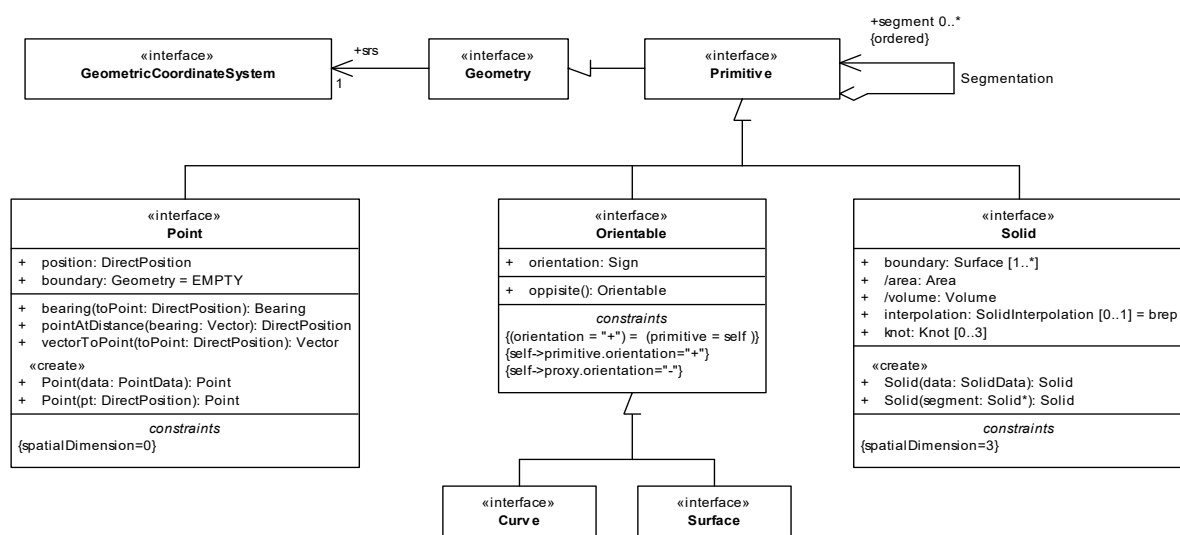 +segment 0..*
{ordered}
«interface»
GeometricCoordinateSystem
+srs
1
«interface»
Geometry
«interface»
Primitive
Segmentation
«interface»
Point
+ position: DirectPosition
+ boundary: Geometry = EMPTY
+ bearing(toPoint: DirectPosition): Bearing
+ pointAtDistance(bearing: Vector): DirectPosition
+ vectorToPoint(toPoint: DirectPosition): Vector
«create»
+ Point(data: PointData): Point
+ Point(pt: DirectPosition): Point
constraints
{spatialDimension=0}
«interface»
Orientable
+ orientation: Sign
+ oppisite(): Orientable
constraints
{(orientation = "+") = (primitive = self )}
{self->primitive.orientation="+"}
{self->proxy.orientation="-"}
«interface»
Solid
+ boundary: Surface [1..*]
+ /area: Area
+ /volume: Volume
+ interpolation: SolidInterpolation [0..1] = brep
+ knot: Knot [0..3]
«create»
+ Solid(data: SolidData): Solid
+ Solid(segment: Solid*): Solid
constraints
{spatialDimension=3}
«interface»
Curve
«interface»
Surface